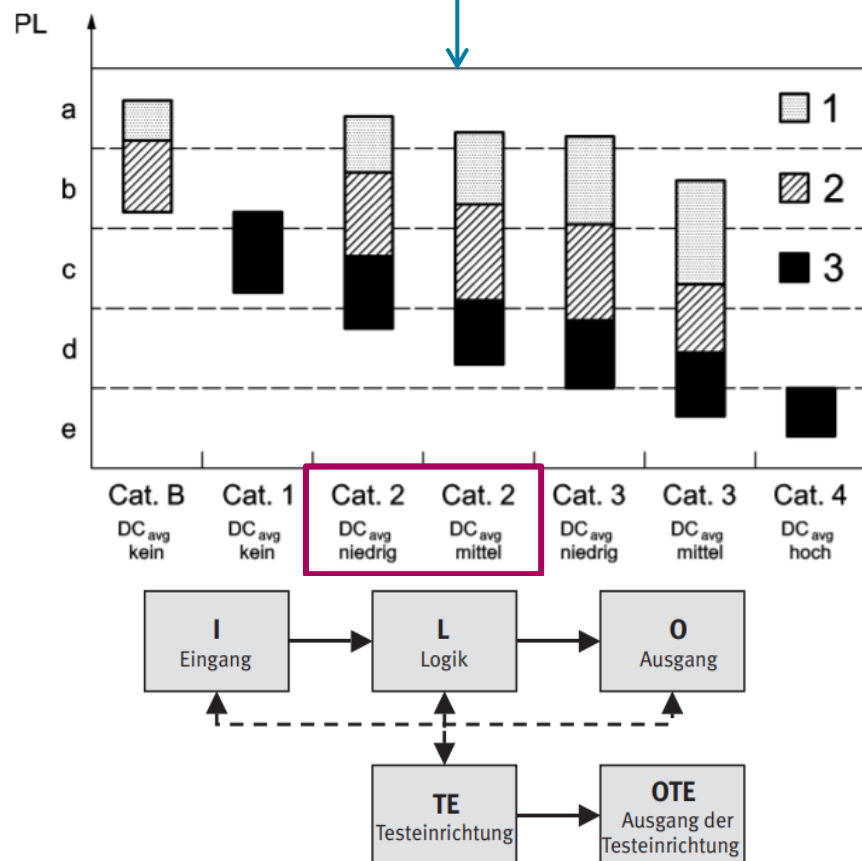 PL
a
b
c
d
e
1
2
3
Cat. B
DCavg
kein
Cat. 1
DCavg
kein
Cat. 2
DCavg
niedrig
Cat. 2
DCavg
mittel
Cat. 3
DCavg
niedrig
Cat. 3
DCavg
mittel
Cat. 4
DCavg
hoch
I
Eingang
L
Logik
O
Ausgang
TE
Testeinrichtung
OTE
Ausgang der
Testeinrichtung